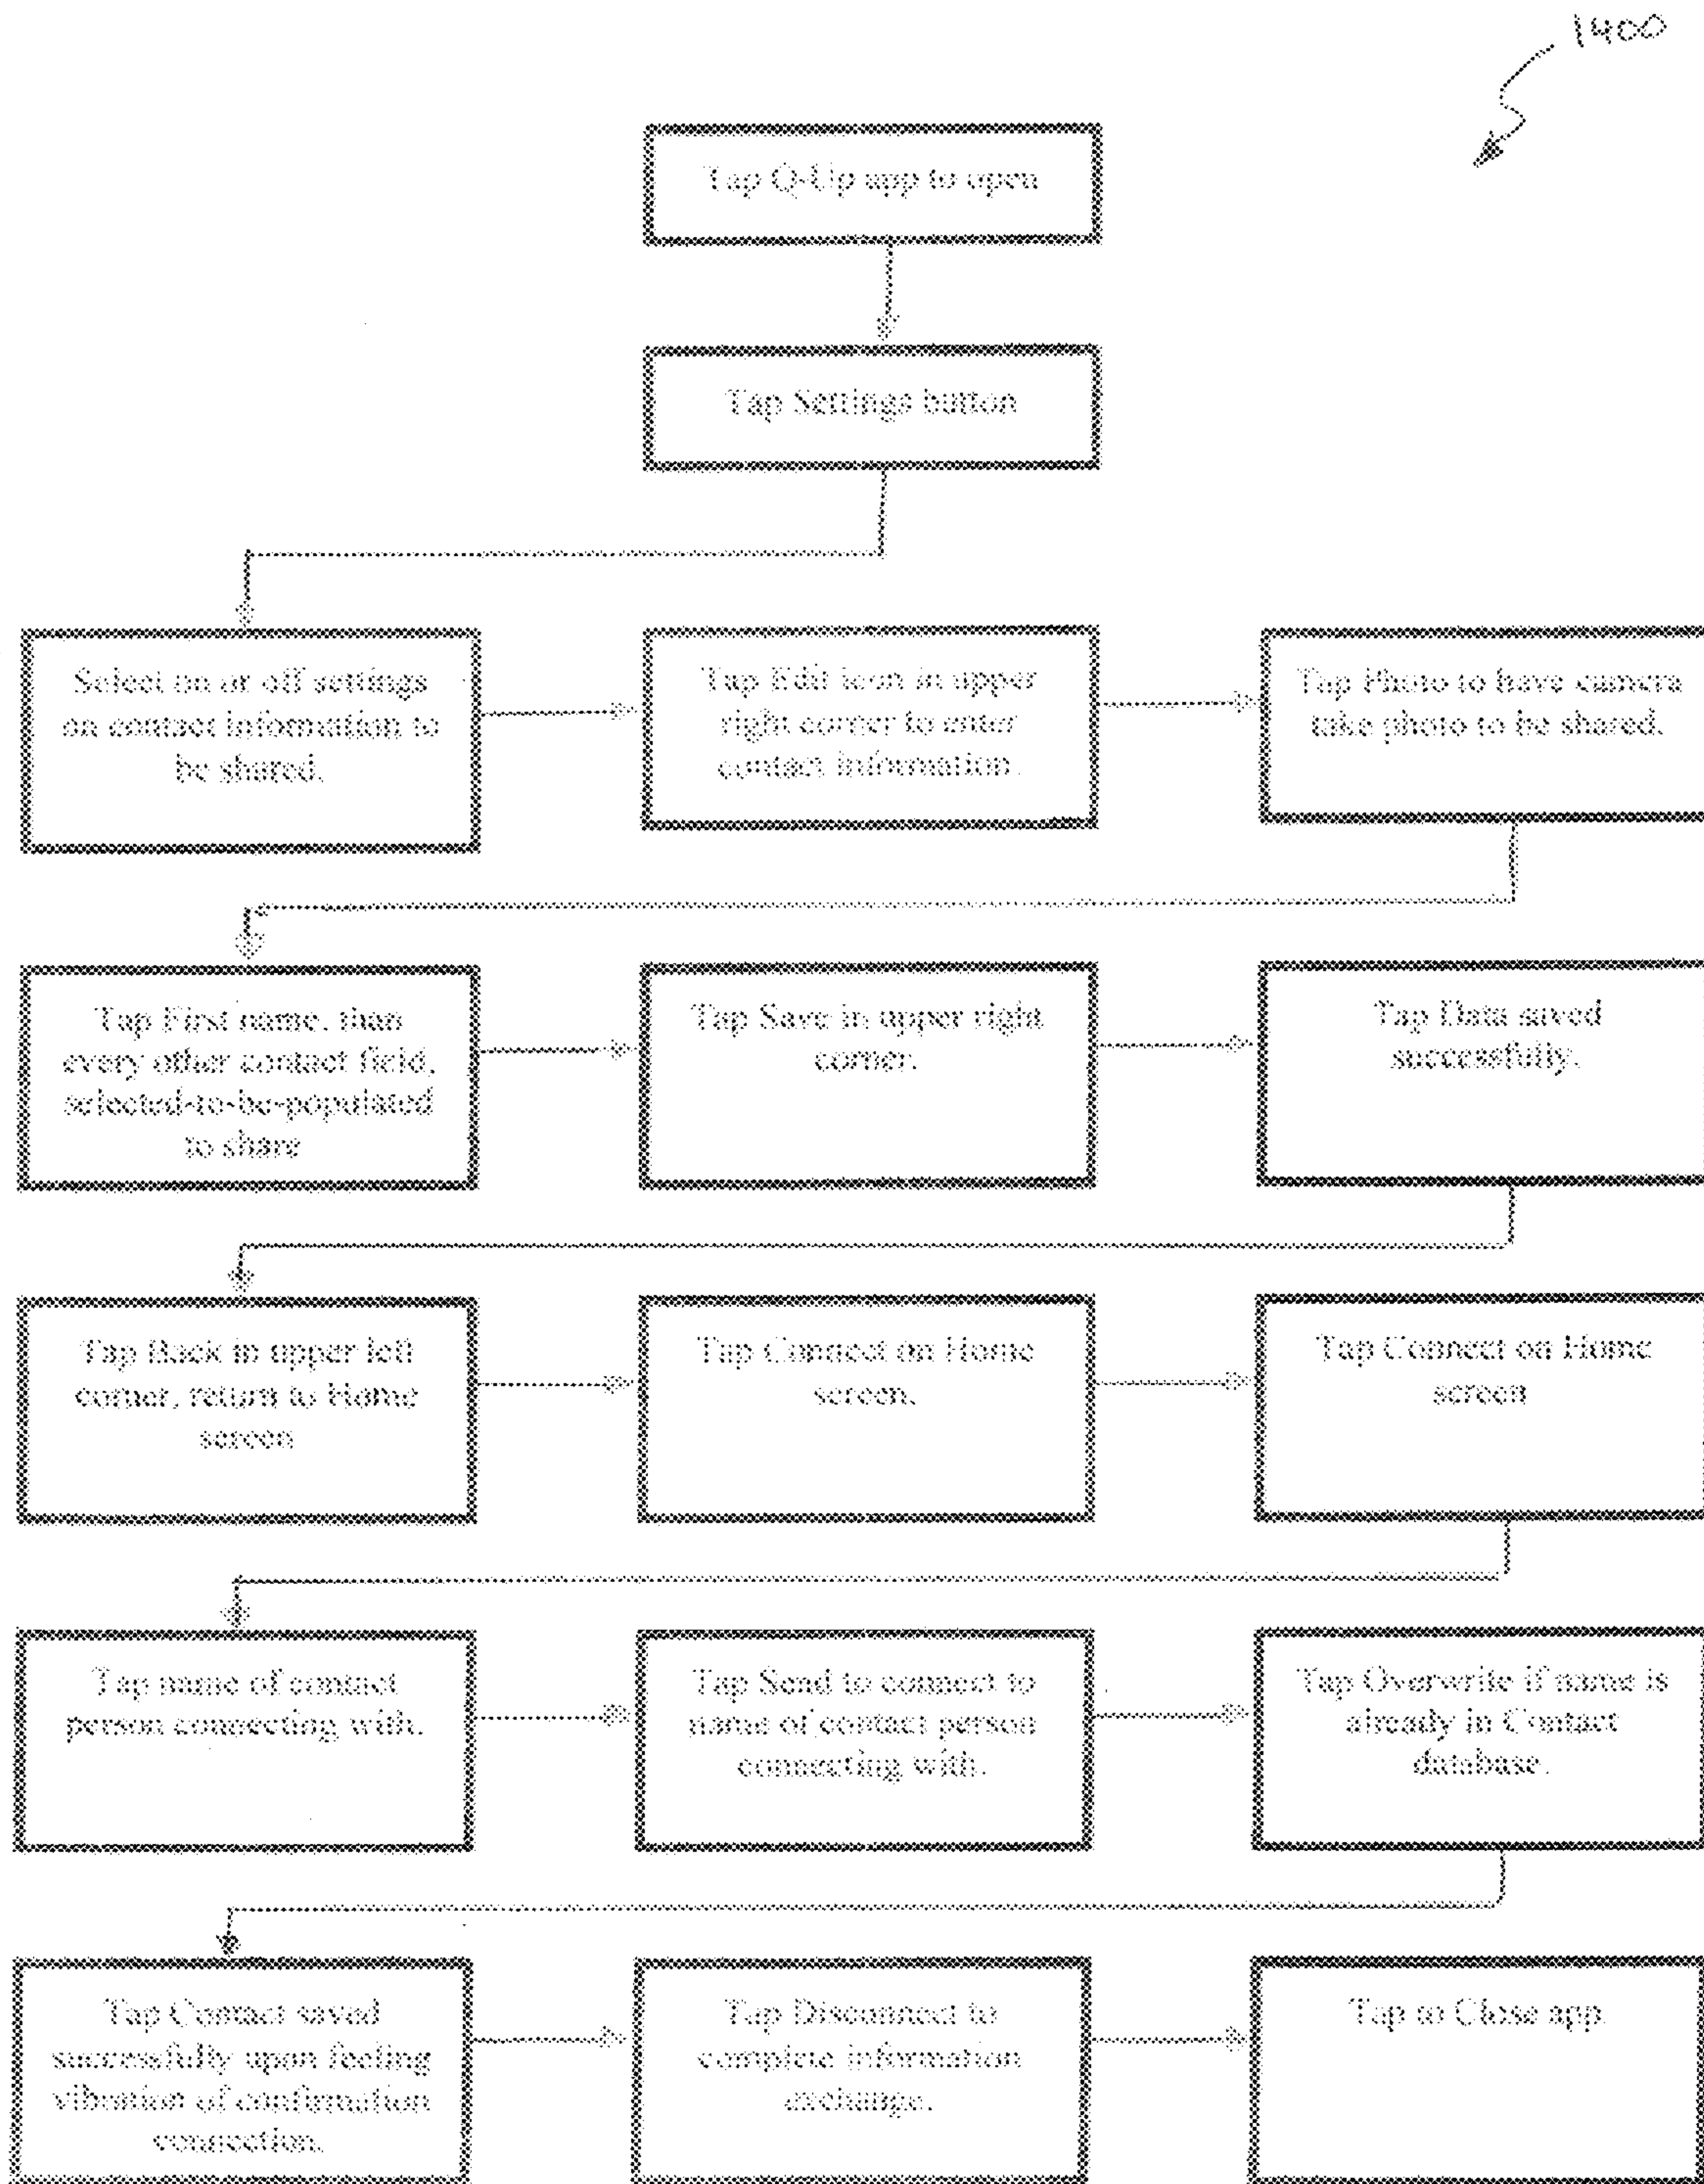 1400
Tap Q-Up app to open
Tap Settings button
Select on or off settings
on contact information to
be shared.
Tap Edit icon in upper
right corner to enter
contact information.
Tap Photo to have camera
take photo to be shared.
Tap First name, than
every other contact field,
selected-to-be-populated
to share
Tap Save in upper right
corner.
Tap Data saved
successfully.
Tap Back in upper left
corner, return to Home
screen
Tap Connect on Home
screen.
Tap Connect on Home
screen
Tap name of contact
person connecting with.
Tap Send to connect to
name of contact person
connecting with.
Tap Overwrite if name is
already in Contact
database.
Tap Contact saved
successfully upon feeling
vibration of confirmation
connection.
Tap Disconnect to
complete information
exchange.
Tap to Close app